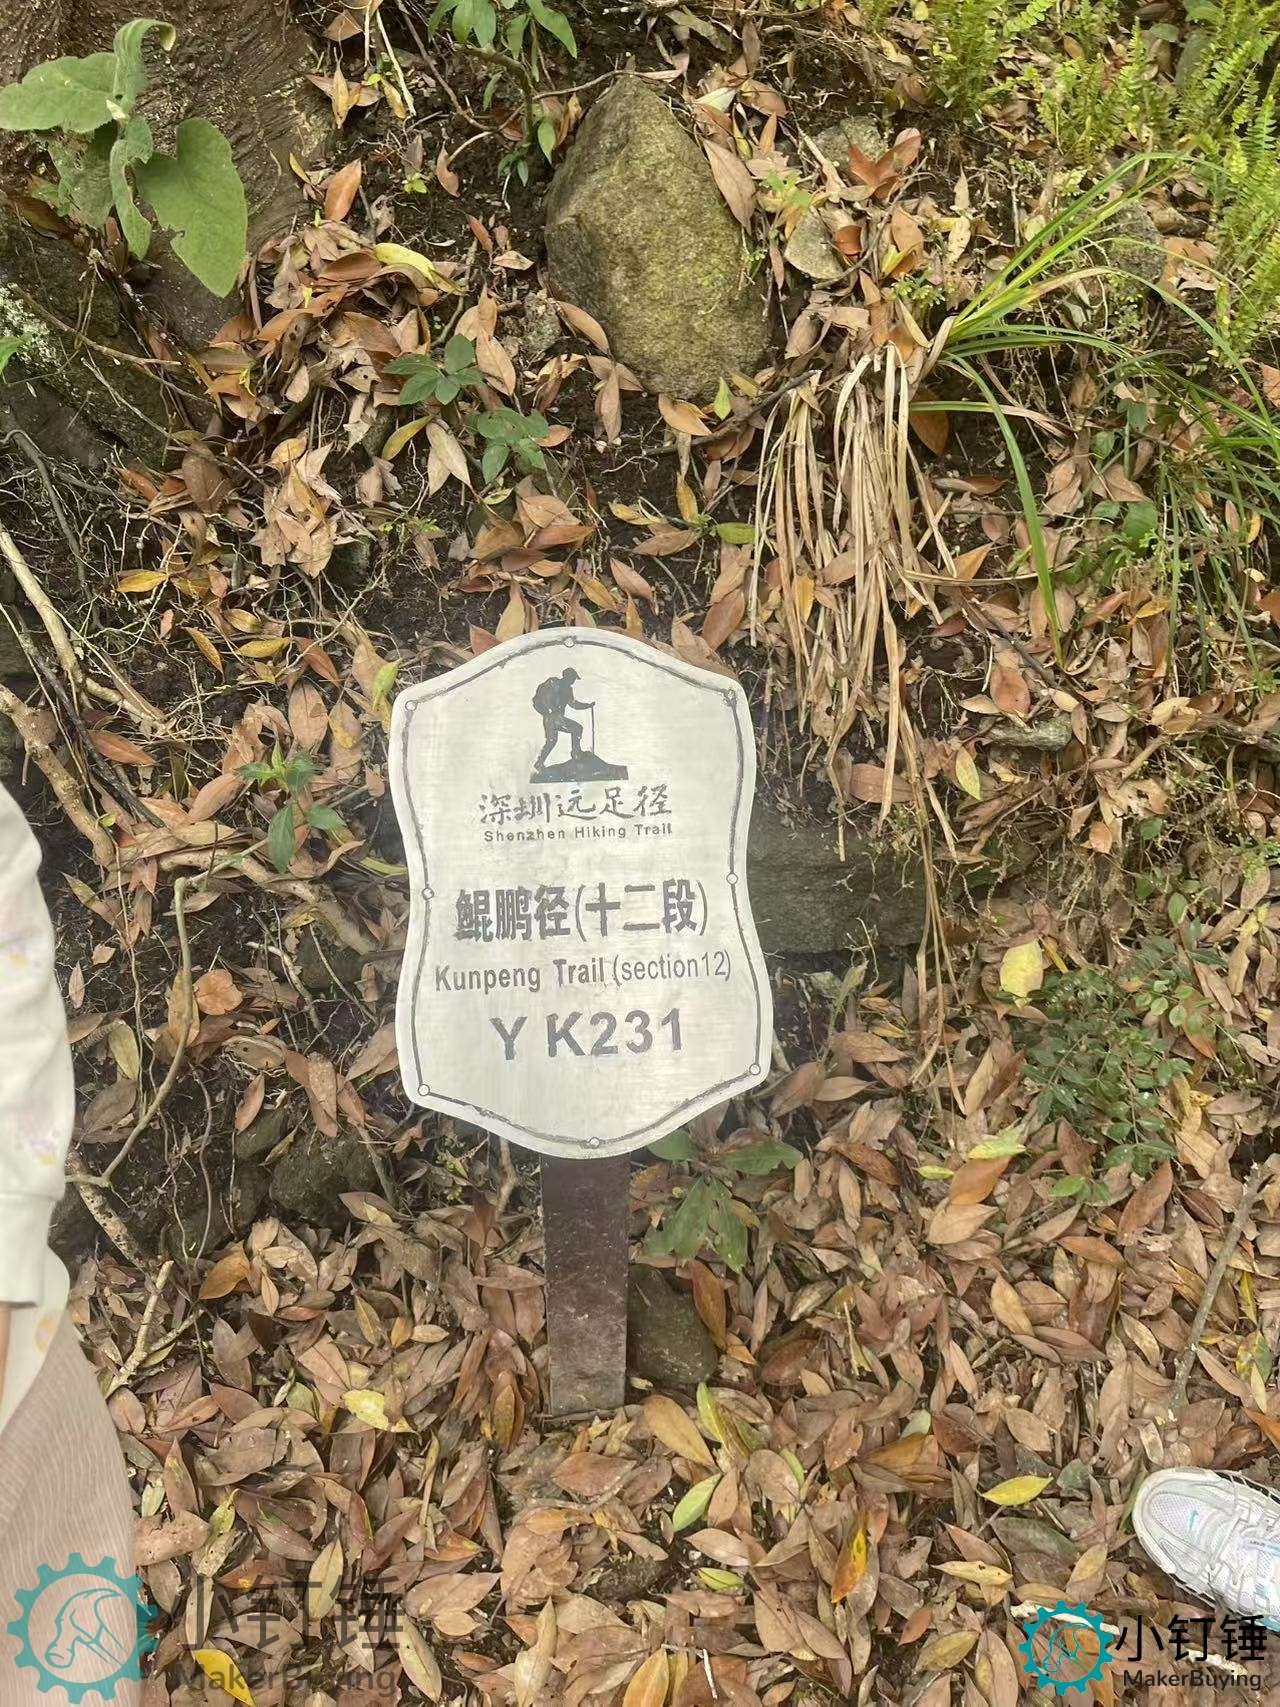 深圳远足径
Shenzhen Hiking Trail
鲲鹏径(十二段)
Kunpeng Trail (section12)
Y K231
小钉锤
MakerBuying
小钉锤
MakerBuying